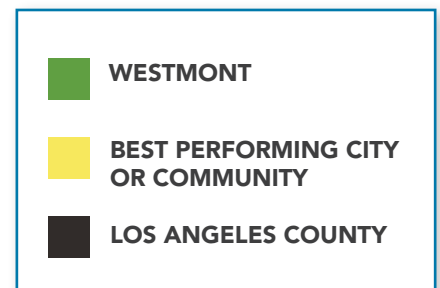 WESTMONT
BEST PERFORMING CITY
OR COMMUNITY
LOS ANGELES COUNTY